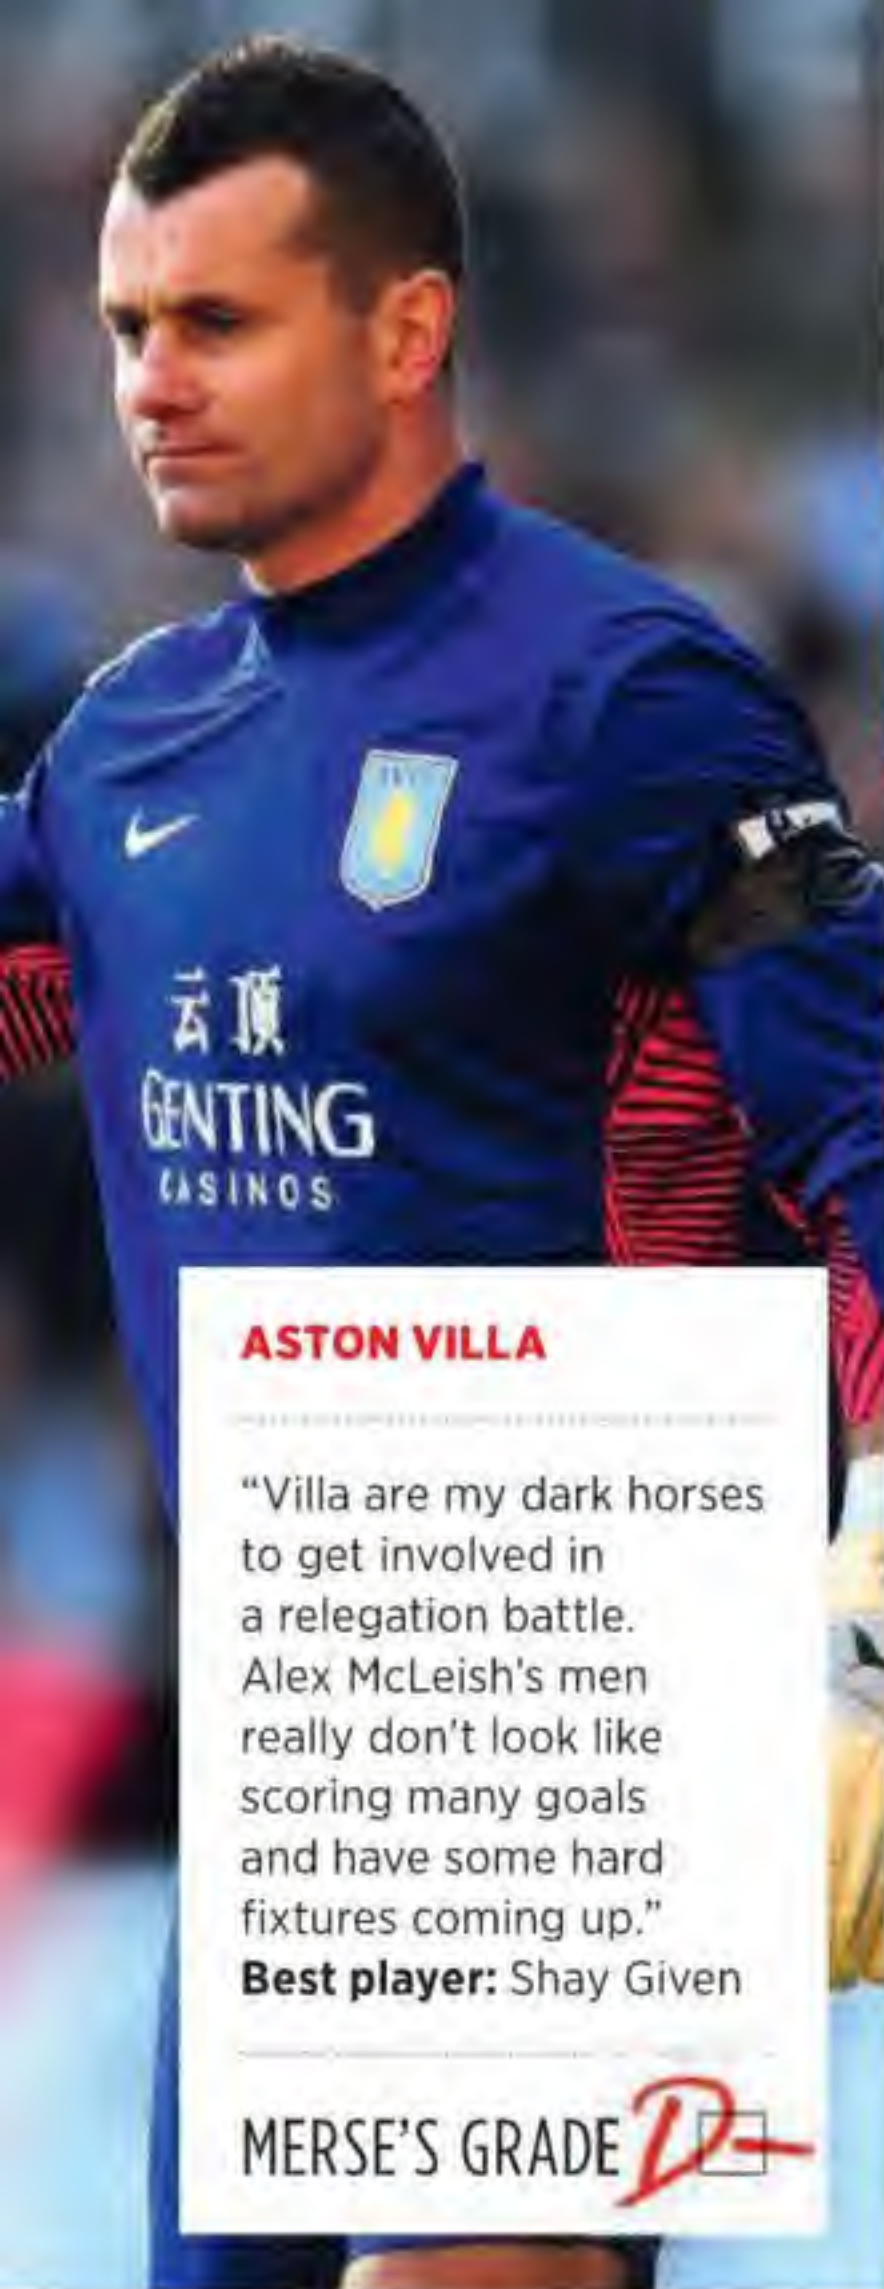 云顶
GENTING
CASINOS
ASTON VILLA
“Villa are my dark horses
to get involved in
a relegation battle.
Alex McLeish’s men
really don’t look like
scoring many goals
and have some hard
fixtures coming up.”
Best player: Shay Given
MERSE’S GRADE D-